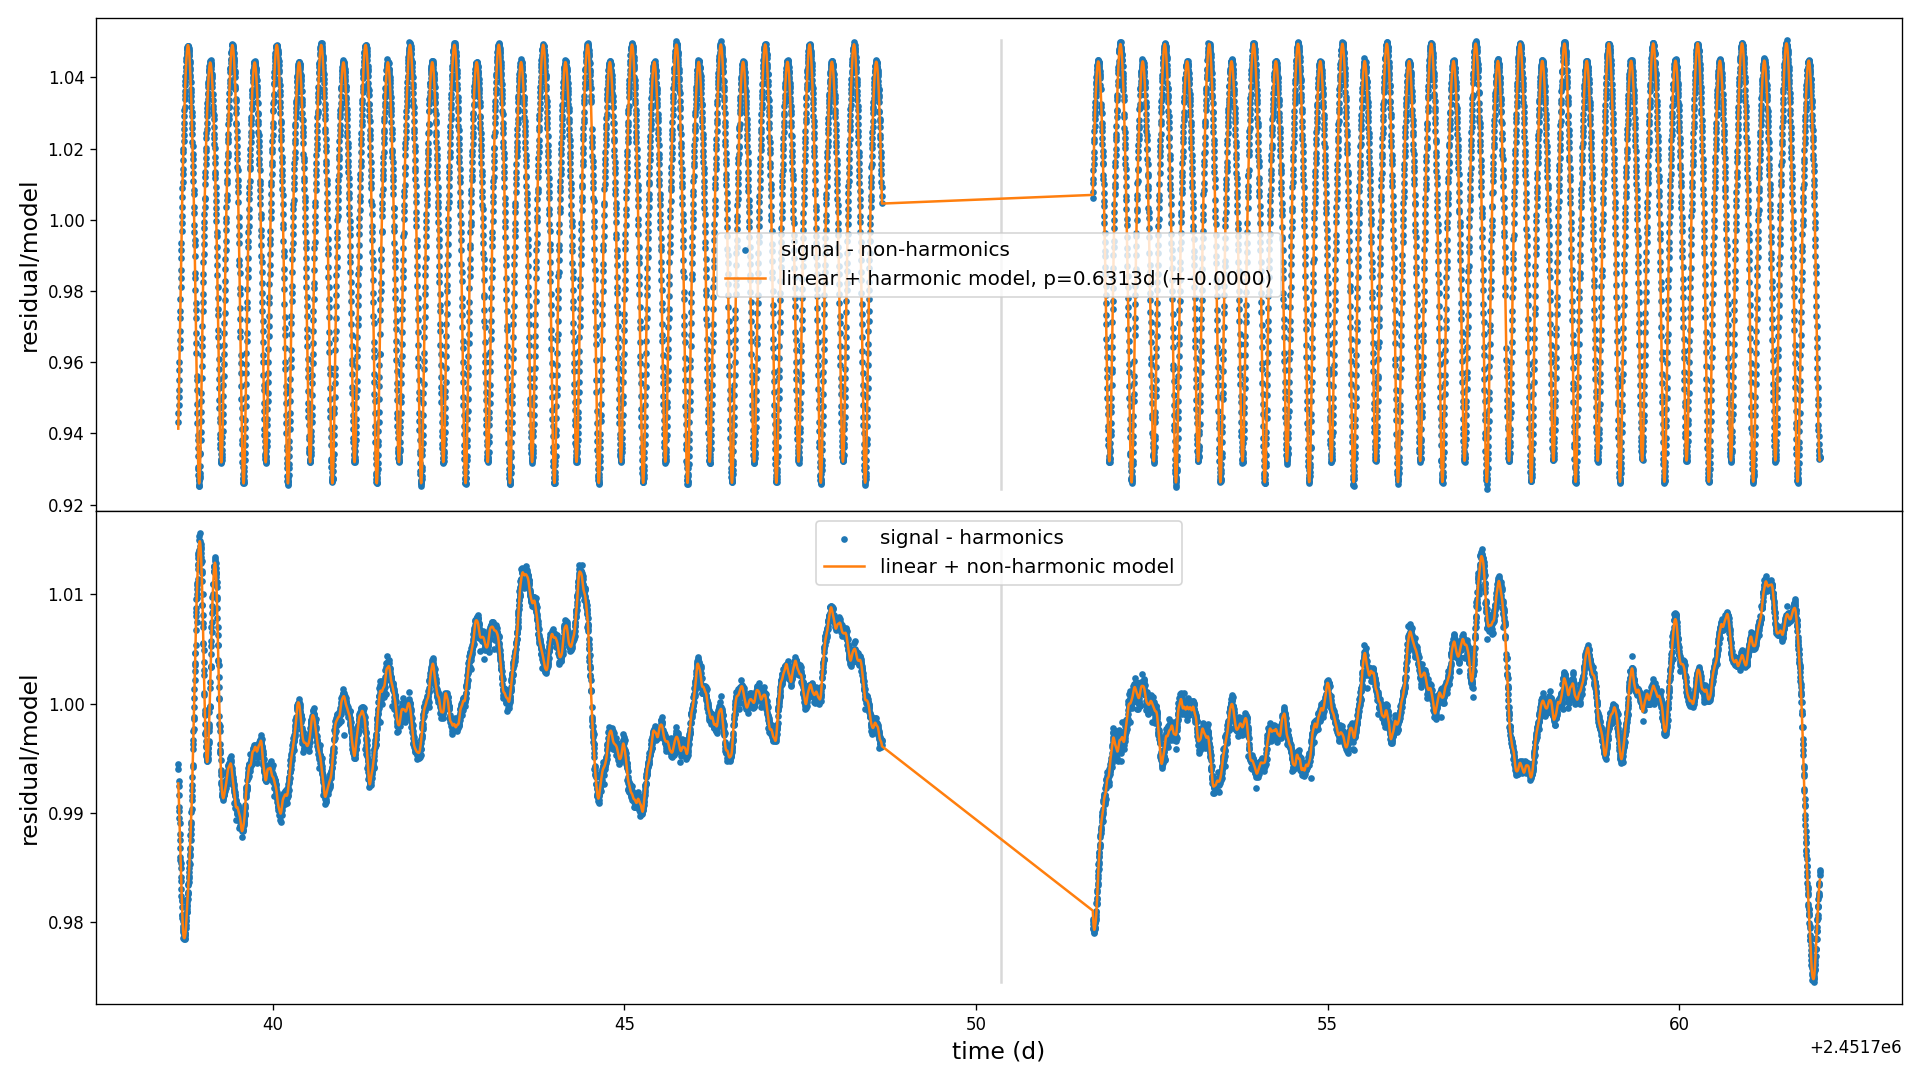 residual/model
1.04
1.02
1.00
0.98
0.96
0.94
0.92
signal - non-harmonics
linear + harmonic model, p=0.6313d (+-0.0000)
residual/model
1.01
1.00
0.99
0.98
signal - harmonics
linear + non-harmonic model
40
45
50
55
60
time (d)
+2.4517e6